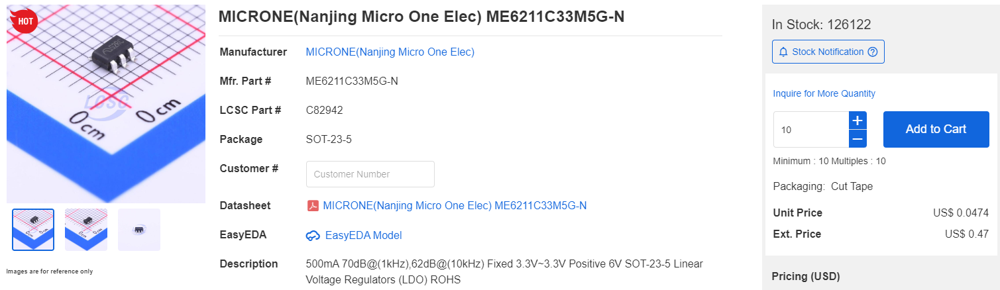 HOT
LCSC
0 cm
0 cm
Images are for reference only
MICRONE(Nanjing Micro One Elec) ME6211C33M5G-N
Manufacturer MICRONE(Nanjing Micro One Elec)
Mfr. Part # ME6211C33M5G-N
LCSC Part # C82942
Package SOT-23-5
Customer # Customer Number
Datasheet MICRONE(Nanjing Micro One Elec) ME6211C33M5G-N
EasyEDA EasyEDA Model
Description 500mA 70dB@(1kHz),62dB@(10kHz) Fixed 3.3V~3.3V Positive 6V SOT-23-5 Linear
Voltage Regulators (LDO) ROHS
In Stock: 126122
Stock Notification
Inquire for More Quantity
10 + Add to Cart
−
Minimum : 10 Multiples : 10
Packaging: Cut Tape
Unit Price US$ 0.0474
Ext. Price US$ 0.47
Pricing (USD)